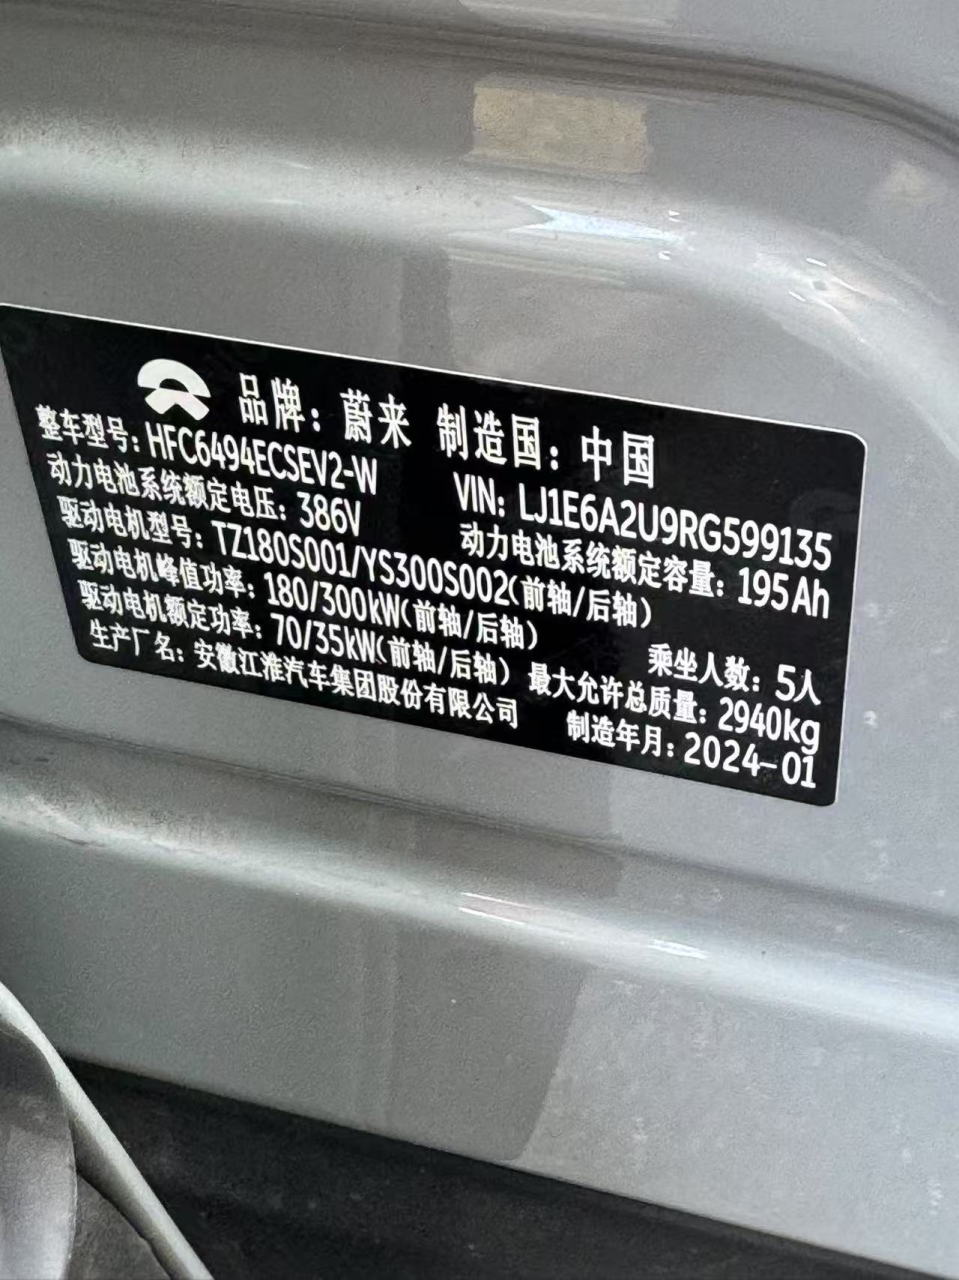 品牌：蔚来 制造国：中国
整车型号：HFC6494ECSEV2-W VIN：LJ1E6A2U9RG599135
动力电池系统额定电压：386V 动力电池系统额定容量：195Ah
驱动电机型号：TZ180S001/YS300S002(前轴/后轴)
驱动电机峰值功率：180/300kW(前轴/后轴) 乘坐人数：5人
驱动电机额定功率：70/35kW(前轴/后轴) 最大允许总质量：2940kg
生产厂名：安徽江淮汽车集团股份有限公司 制造年月：2024-01